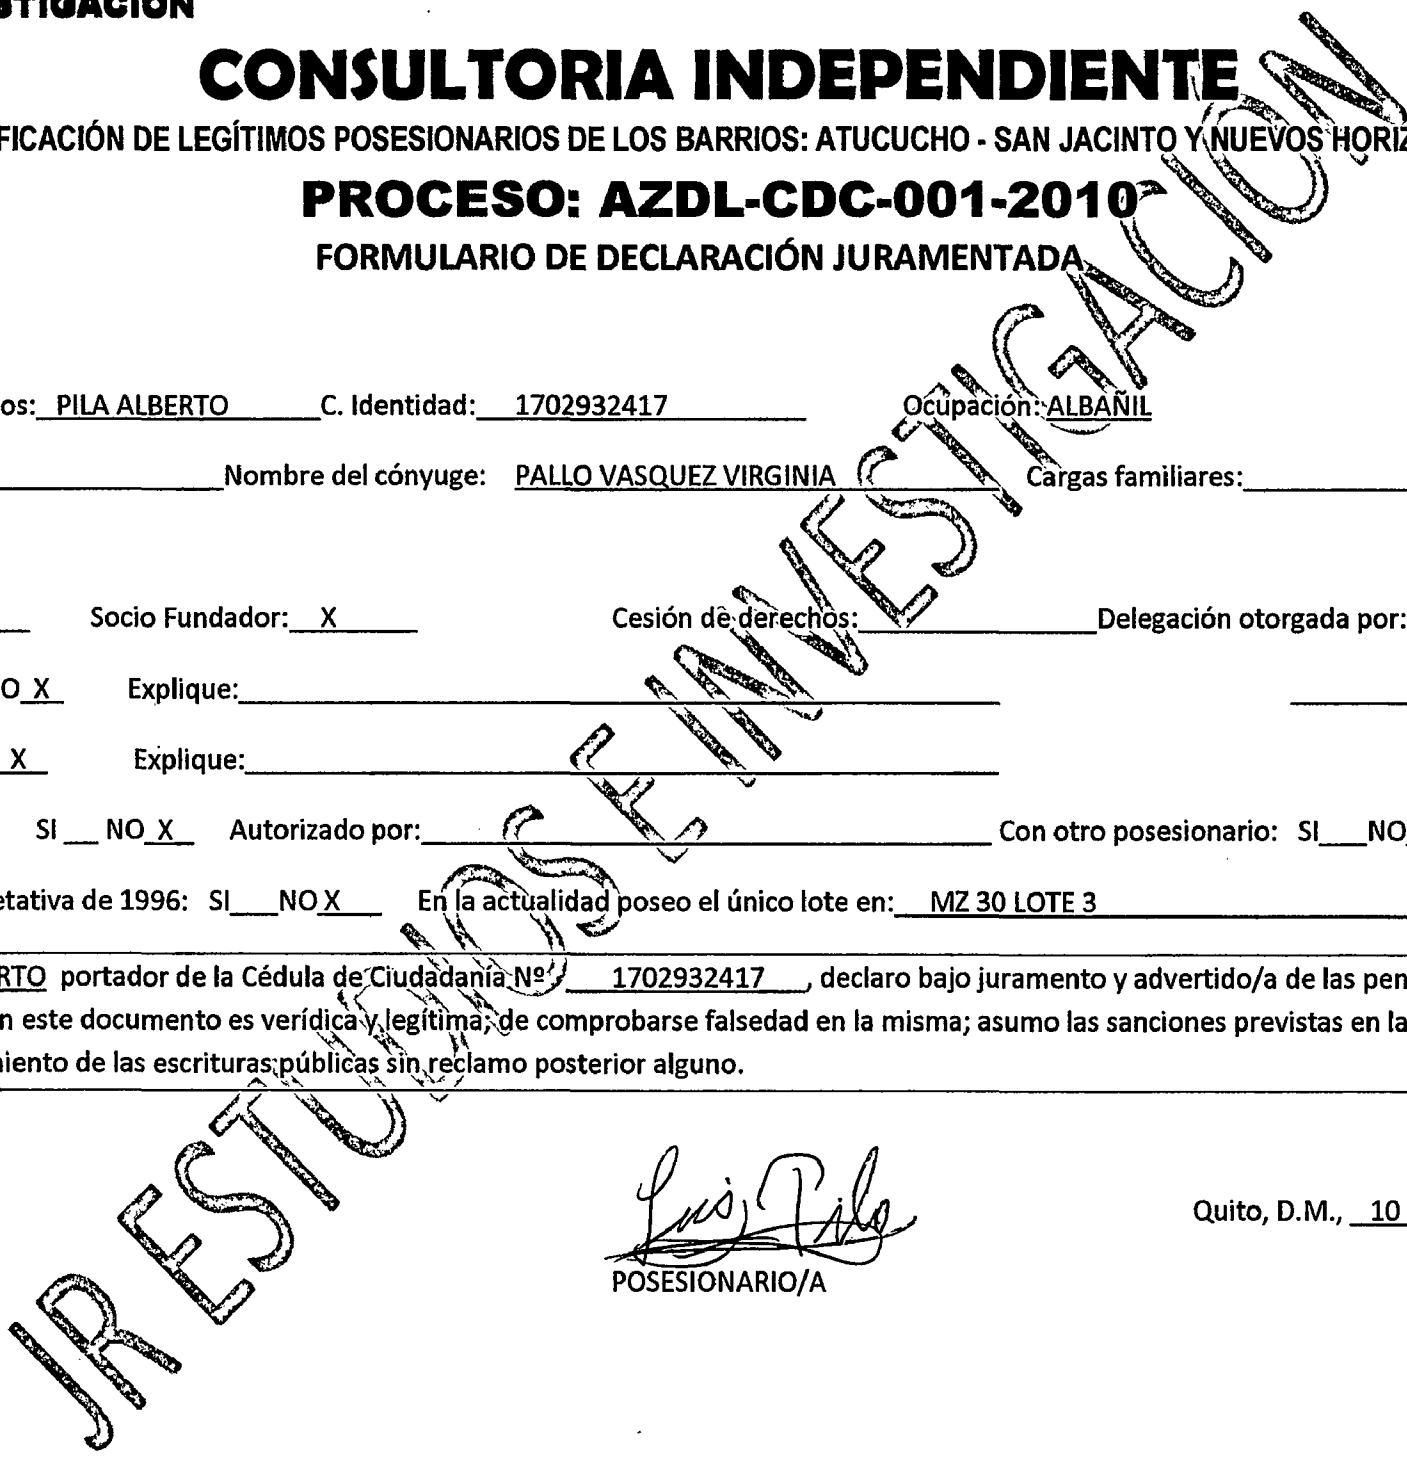 STIGACIÓN
CONSULTORIA INDEPENDIENTE
FICACIÓN DE LEGÍTIMOS POSESIONARIOS DE LOS BARRIOS: ATUCUCHO - SAN JACINTO Y NUEVOS HORIZ
PROCESO: AZDL-CDC-001-2010
FORMULARIO DE DECLARACIÓN JURAMENTADA
os: PILA ALBERTO C. Identidad: 1702932417 Ocupación: ALBAÑIL
Nombre del cónyuge: PALLO VASQUEZ VIRGINIA Cargas familiares:
Socio Fundador: X Cesión de derechos: Delegación otorgada por:
O X Explique:
X Explique:
SI NO X Autorizado por: Con otro posesionario: SI NO
etativa de 1996: SI NO X En la actualidad poseo el único lote en: MZ 30 LOTE 3
RTO portador de la Cédula de Ciudadanía Nº 1702932417, declaro bajo juramento y advertido/a de las pen
n este documento es verídica y legítima; de comprobarse falsedad en la misma; asumo las sanciones previstas en la
iento de las escrituras públicas sin reclamo posterior alguno.
Luis Pila
Quito, D.M., 10
POSESIONARIO/A
JR ESTUDIOS E INVESTIGACION